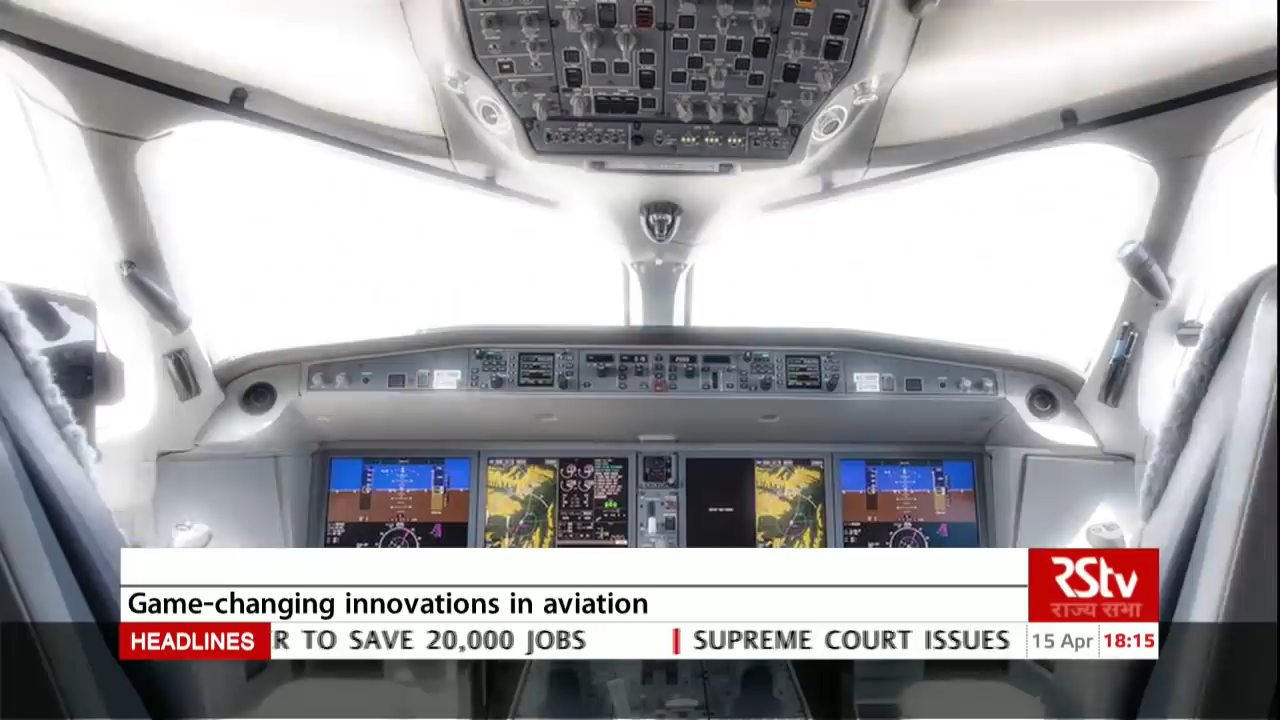 RSTV
राज्य सभा
Game-changing innovations in aviation
HEADLINES R TO SAVE 20,000 JOBS | SUPREME COURT ISSUES 15 Apr 18:15